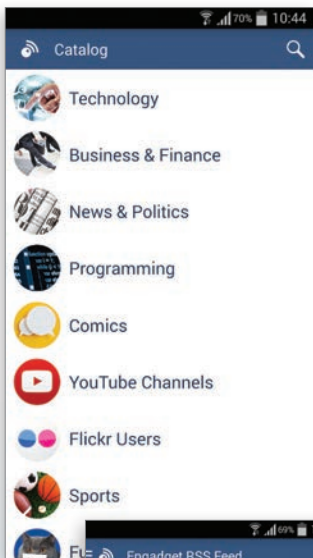 70% 10:44
Catalog
Technology
Business & Finance
News & Politics
Programming
Comics
YouTube Channels
Flickr Users
Sports
69%
Engadget RSS Feed